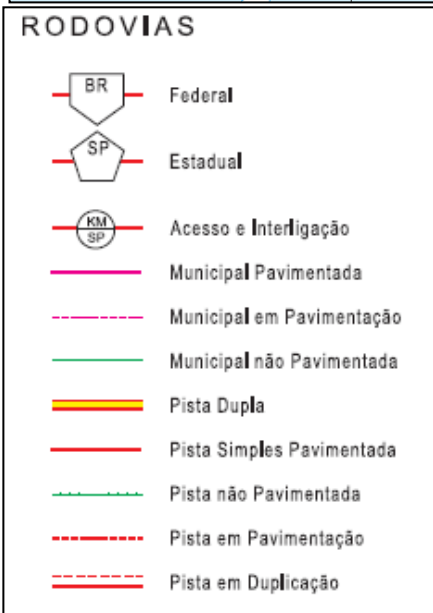 RODOVIAS
BR
Federal
SP
Estadual
KM
SP
Acesso e Interligação
Municipal Pavimentada
Municipal em Pavimentação
Municipal não Pavimentada
Pista Dupla
Pista Simples Pavimentada
Pista não Pavimentada
Pista em Pavimentação
Pista em Duplicação